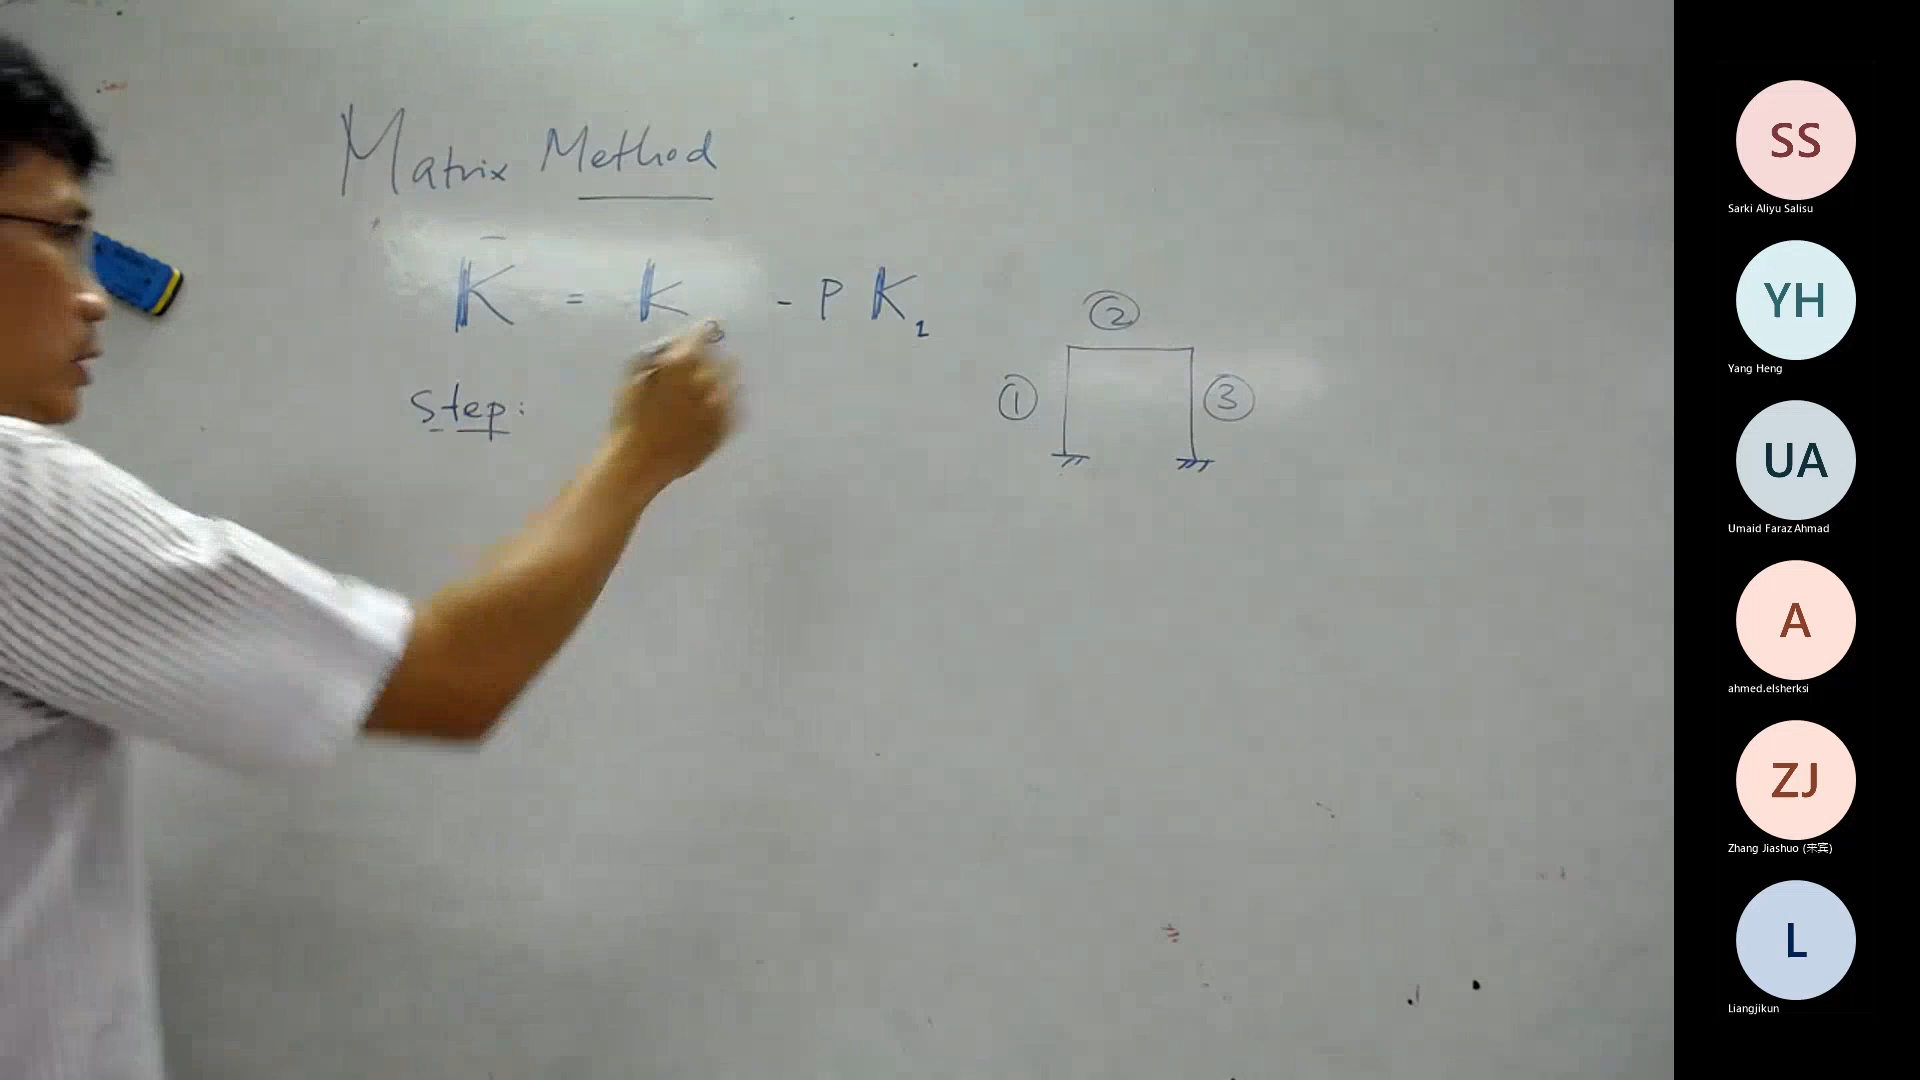 Matrix Method
K̄ = K₃ - P K₁
Step:
②
① ③
SS
Sarki Aliyu Salisu
YH
Yang Heng
UA
Umaid Faraz Ahmad
A
ahmed.elsherksi
ZJ
Zhang Jiashuo (来宾)
L
Liangjikun